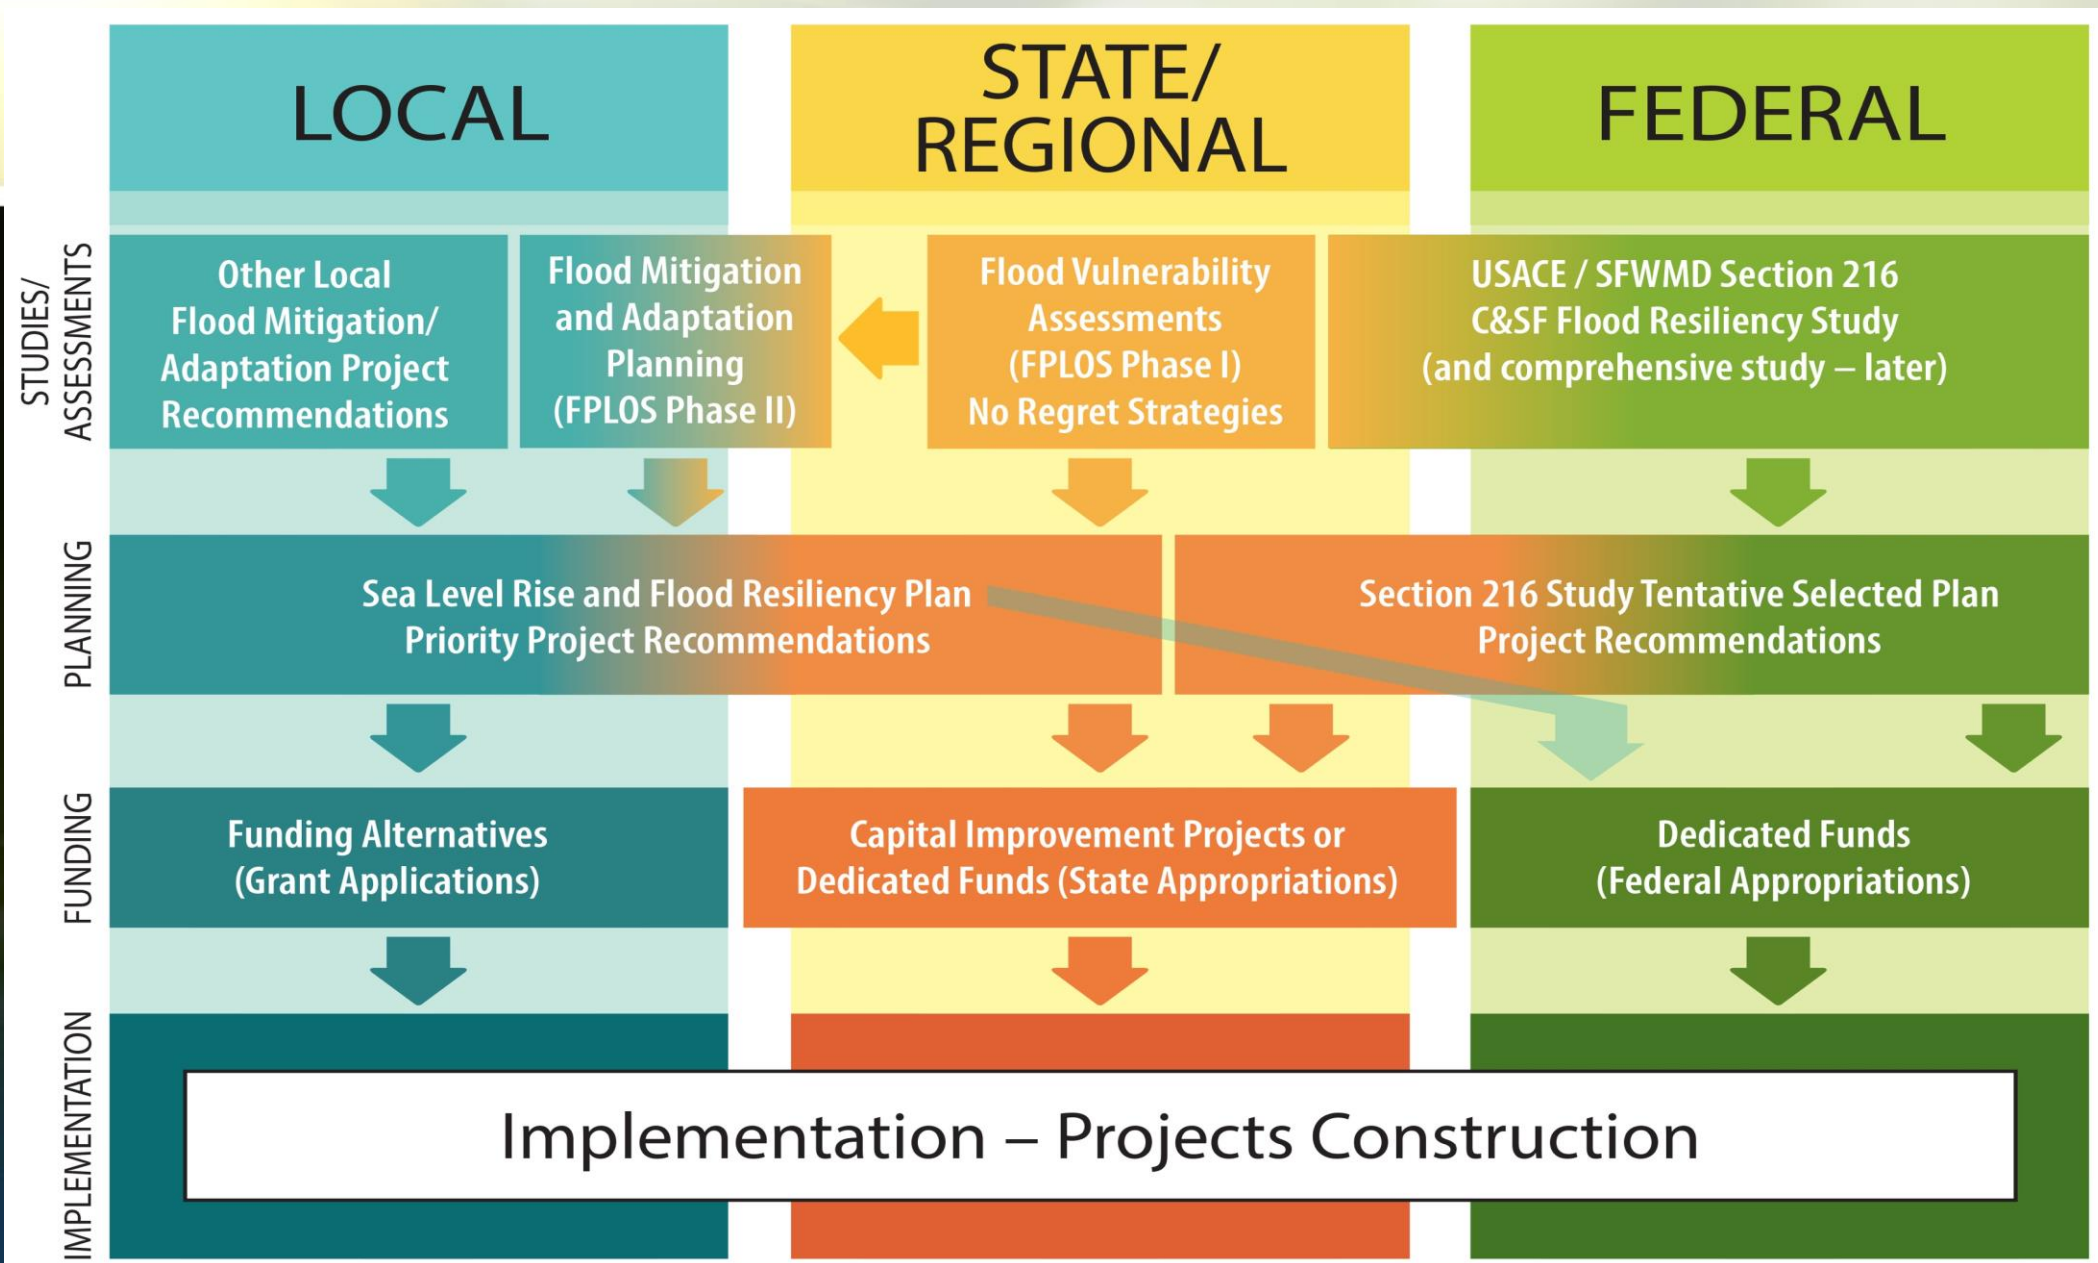 LOCAL
STATE/
REGIONAL
FEDERAL
STUDIES/
ASSESSMENTS
Other Local
Flood Mitigation/
Adaptation Project
Recommendations
Flood Mitigation
and Adaptation
Planning
(FPLOS Phase II)
Flood Vulnerability
Assessments
(FPLOS Phase I)
No Regret Strategies
USACE / SFWMD Section 216
C&SF Flood Resiliency Study
(and comprehensive study – later)
PLANNING
Sea Level Rise and Flood Resiliency Plan
Priority Project Recommendations
Section 216 Study Tentative Selected Plan
Project Recommendations
FUNDING
Funding Alternatives
(Grant Applications)
Capital Improvement Projects or
Dedicated Funds (State Appropriations)
Dedicated Funds
(Federal Appropriations)
IMPLEMENTATION
Implementation – Projects Construction